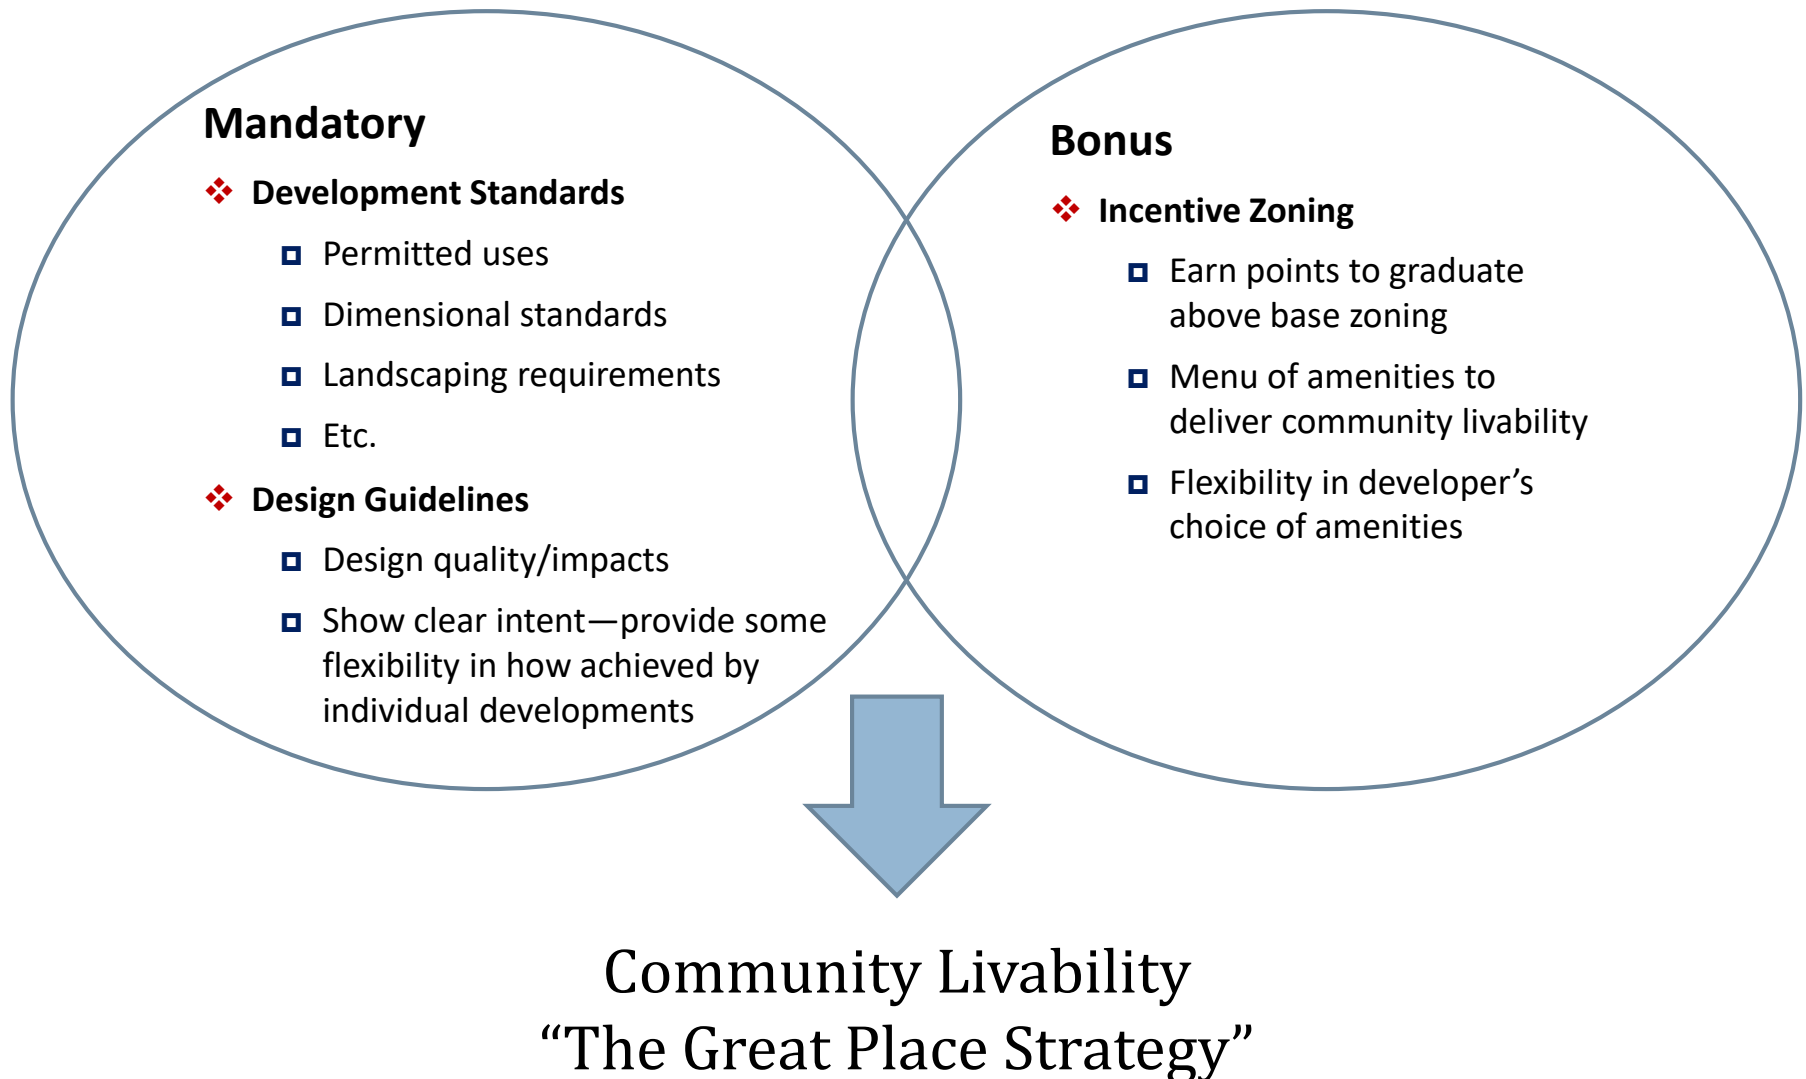 Mandatory
Development Standards
Permitted uses
Dimensional standards
Landscaping requirements
Etc.
Design Guidelines
Design quality/impacts
Show clear intent—provide some
flexibility in how achieved by
individual developments
Bonus
Incentive Zoning
Earn points to graduate
above base zoning
Menu of amenities to
deliver community livability
Flexibility in developer’s
choice of amenities
Community Livability
“The Great Place Strategy”